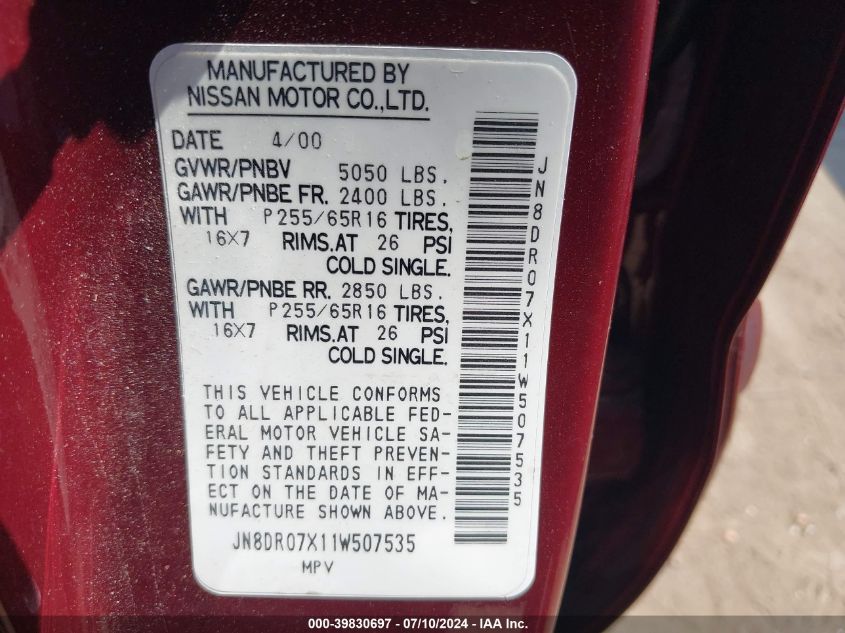 MANUFACTURED BY
NISSAN MOTOR CO.,LTD.
DATE 4/00
GVWR/PNBV 5050 LBS.
GAWR/PNBE FR. 2400 LBS.
WITH P255/65R16 TIRES,
16X7 RIMS.AT 26 PSI
COLD SINGLE.
GAWR/PNBE RR. 2850 LBS.
WITH P255/65R16 TIRES,
16X7 RIMS.AT 26 PSI
COLD SINGLE.
THIS VEHICLE CONFORMS
TO ALL APPLICABLE FED-
ERAL MOTOR VEHICLE SA-
FETY AND THEFT PREVEN-
TION STANDARDS IN EFF-
ECT ON THE DATE OF MA-
NUFACTURE SHOWN ABOVE.
JN8DR07X11W507535
MPV
JN8DR07X11W507535
000-39830697 - 07/10/2024 - IAA Inc.